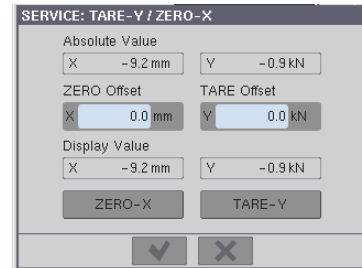 SERVICE: TARE-Y / ZERO-X
Absolute Value
X -9.2 mm Y -0.9 kN
ZERO Offset TARE Offset
X 0.0 mm Y 0.0 kN
Display Value
X -9.2 mm Y -0.9 kN
ZERO-X TARE-Y